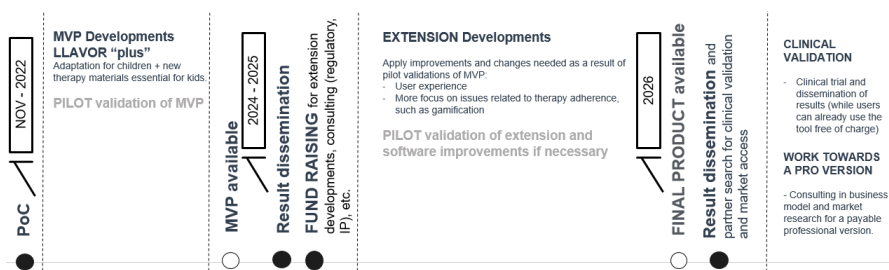 NOV - 2022
PoC
MVP Developments
LLAVOR “plus”
Adaptation for children + new
therapy materials essential for kids.
PILOT validation of MVP
MVP available
2024 - 2025
Result dissemination
FUND RAISING for extension
developments, consulting (regulatory,
IP), etc.
EXTENSION Developments
Apply improvements and changes needed as a result of
pilot validations of MVP:
- User experience
- More focus on issues related to therapy adherence,
such as gamification
PILOT validation of extension and
software improvements if necessary
2026
FINAL PRODUCT available
Result dissemination and
partner search for clinical validation
and market access
CLINICAL
VALIDATION
- Clinical trial and
dissemination of
results (while users
can already use the
tool free of charge)
WORK TOWARDS
A PRO VERSION
- Consulting in business
model and market
research for a payable
professional version.